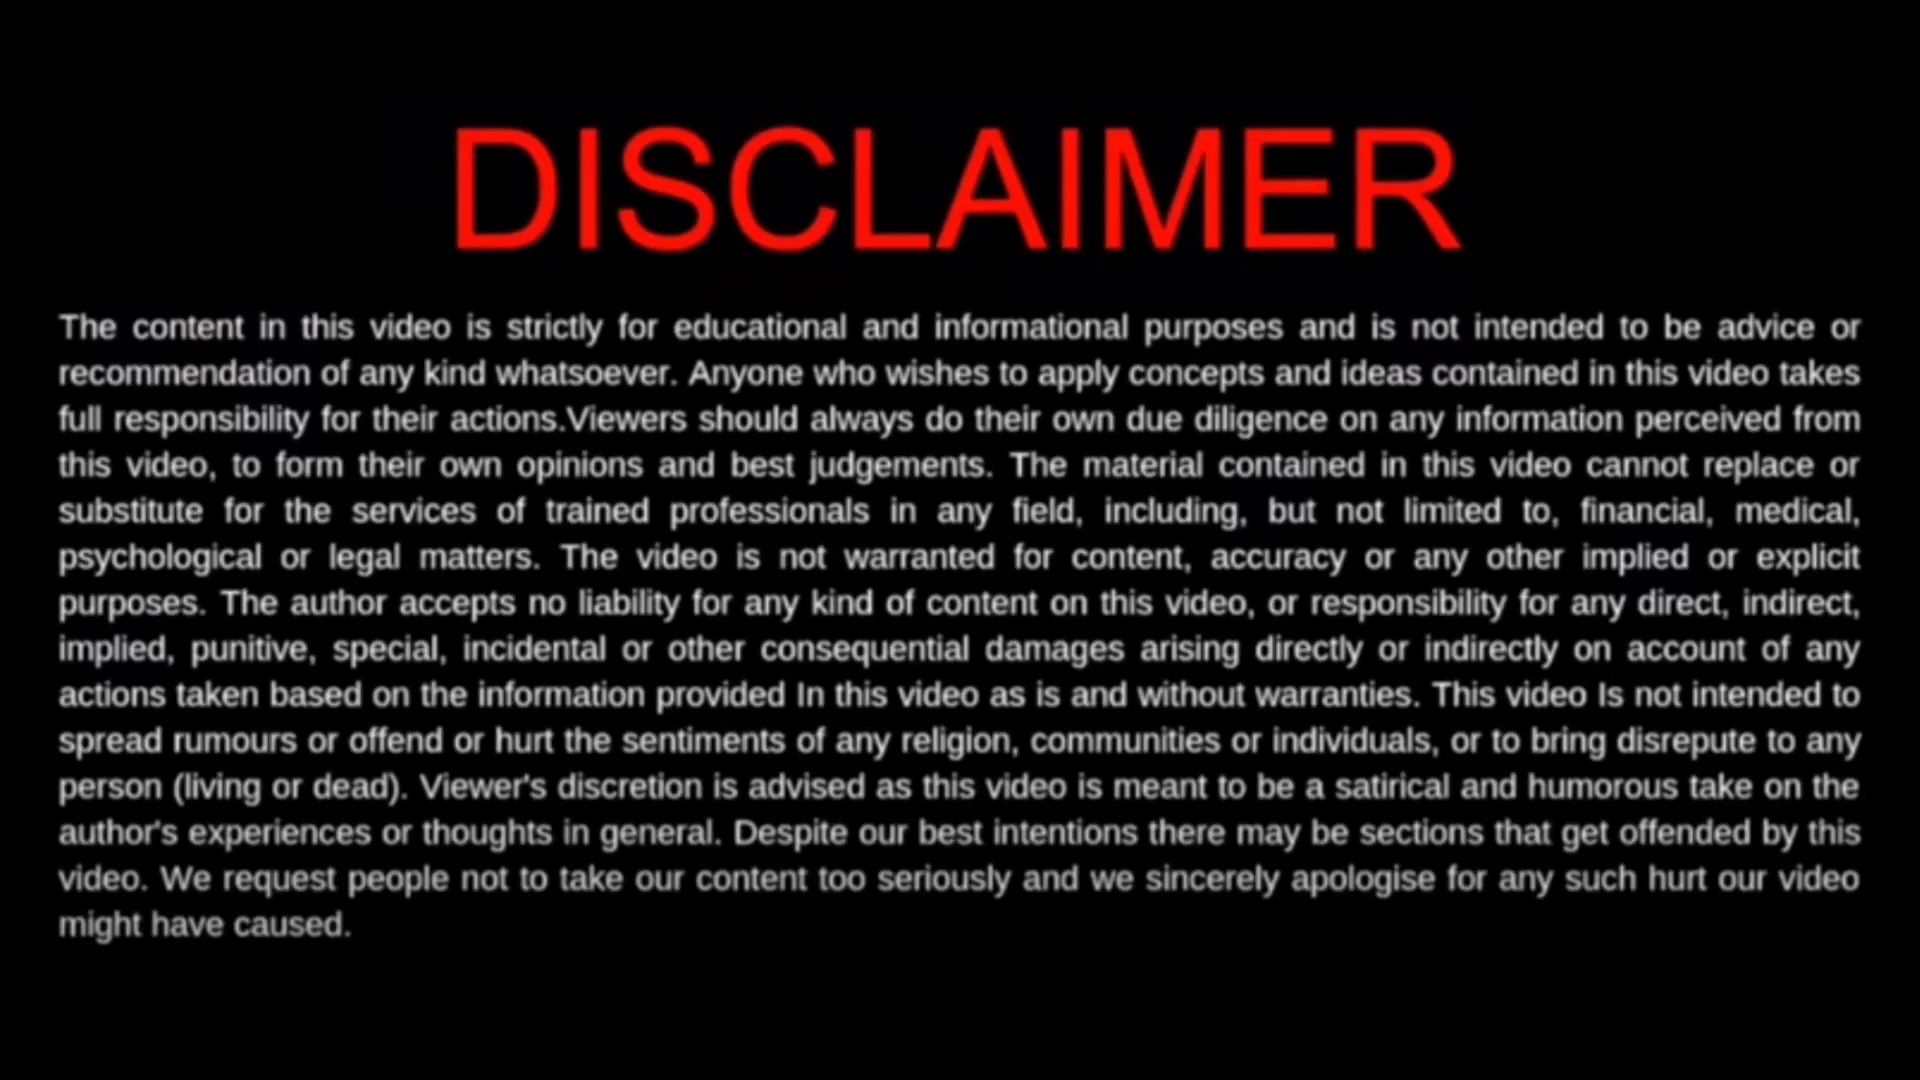 DISCLAIMER
The content in this video is strictly for educational and informational purposes and is not intended to be advice or
recommendation of any kind whatsoever. Anyone who wishes to apply concepts and ideas contained in this video takes
full responsibility for their actions.Viewers should always do their own due diligence on any information perceived from
this video, to form their own opinions and best judgements. The material contained in this video cannot replace or
substitute for the services of trained professionals in any field, including, but not limited to, financial, medical,
psychological or legal matters. The video is not warranted for content, accuracy or any other implied or explicit
purposes. The author accepts no liability for any kind of content on this video, or responsibility for any direct, indirect,
implied, punitive, special, incidental or other consequential damages arising directly or indirectly on account of any
actions taken based on the information provided In this video as is and without warranties. This video Is not intended to
spread rumours or offend or hurt the sentiments of any religion, communities or individuals, or to bring disrepute to any
person (living or dead). Viewer's discretion is advised as this video is meant to be a satirical and humorous take on the
author's experiences or thoughts in general. Despite our best intentions there may be sections that get offended by this
video. We request people not to take our content too seriously and we sincerely apologise for any such hurt our video
might have caused.